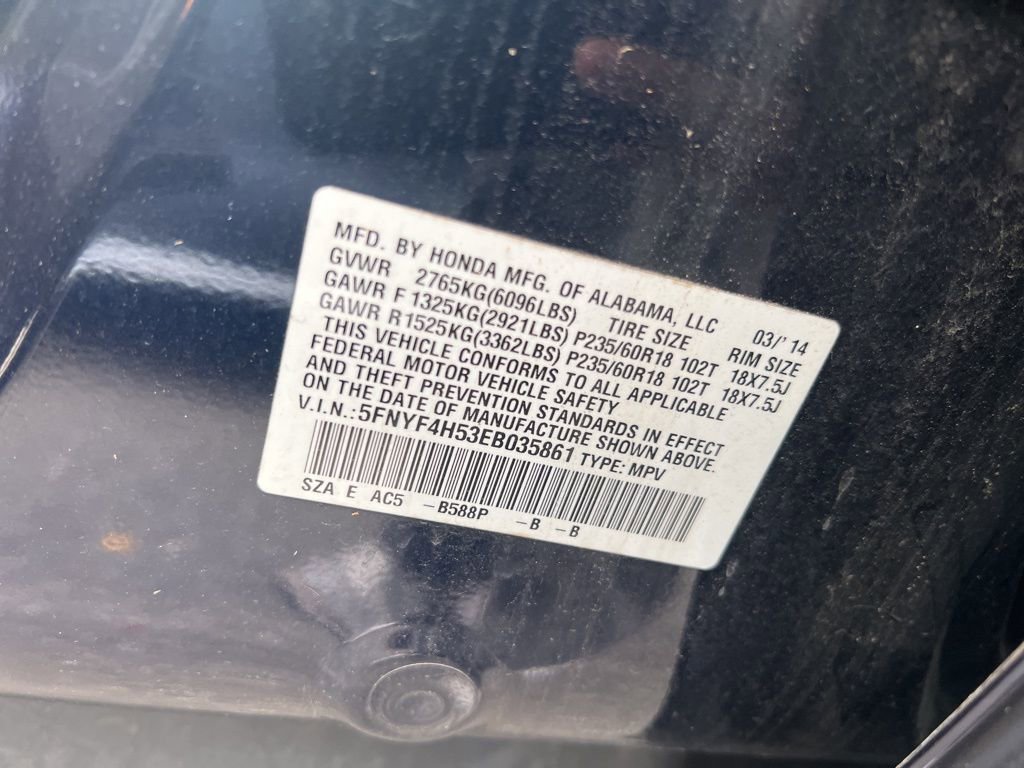 MFD. BY HONDA MFG. OF ALABAMA, LLC 03/'14
GVWR 2765KG(6096LBS) TIRE SIZE RIM SIZE
GAWR F 1325KG(2921LBS) P235/60R18 102T 18X7.5J
GAWR R1525KG(3362LBS) P235/60R18 102T 18X7.5J
THIS VEHICLE CONFORMS TO ALL APPLICABLE
FEDERAL MOTOR VEHICLE SAFETY
AND THEFT PREVENTION STANDARDS IN EFFECT
ON THE DATE OF MANUFACTURE SHOWN ABOVE.
V.I.N.:5FNYF4H53EB035861 TYPE: MPV
SZA E AC5 -B588P -B -B